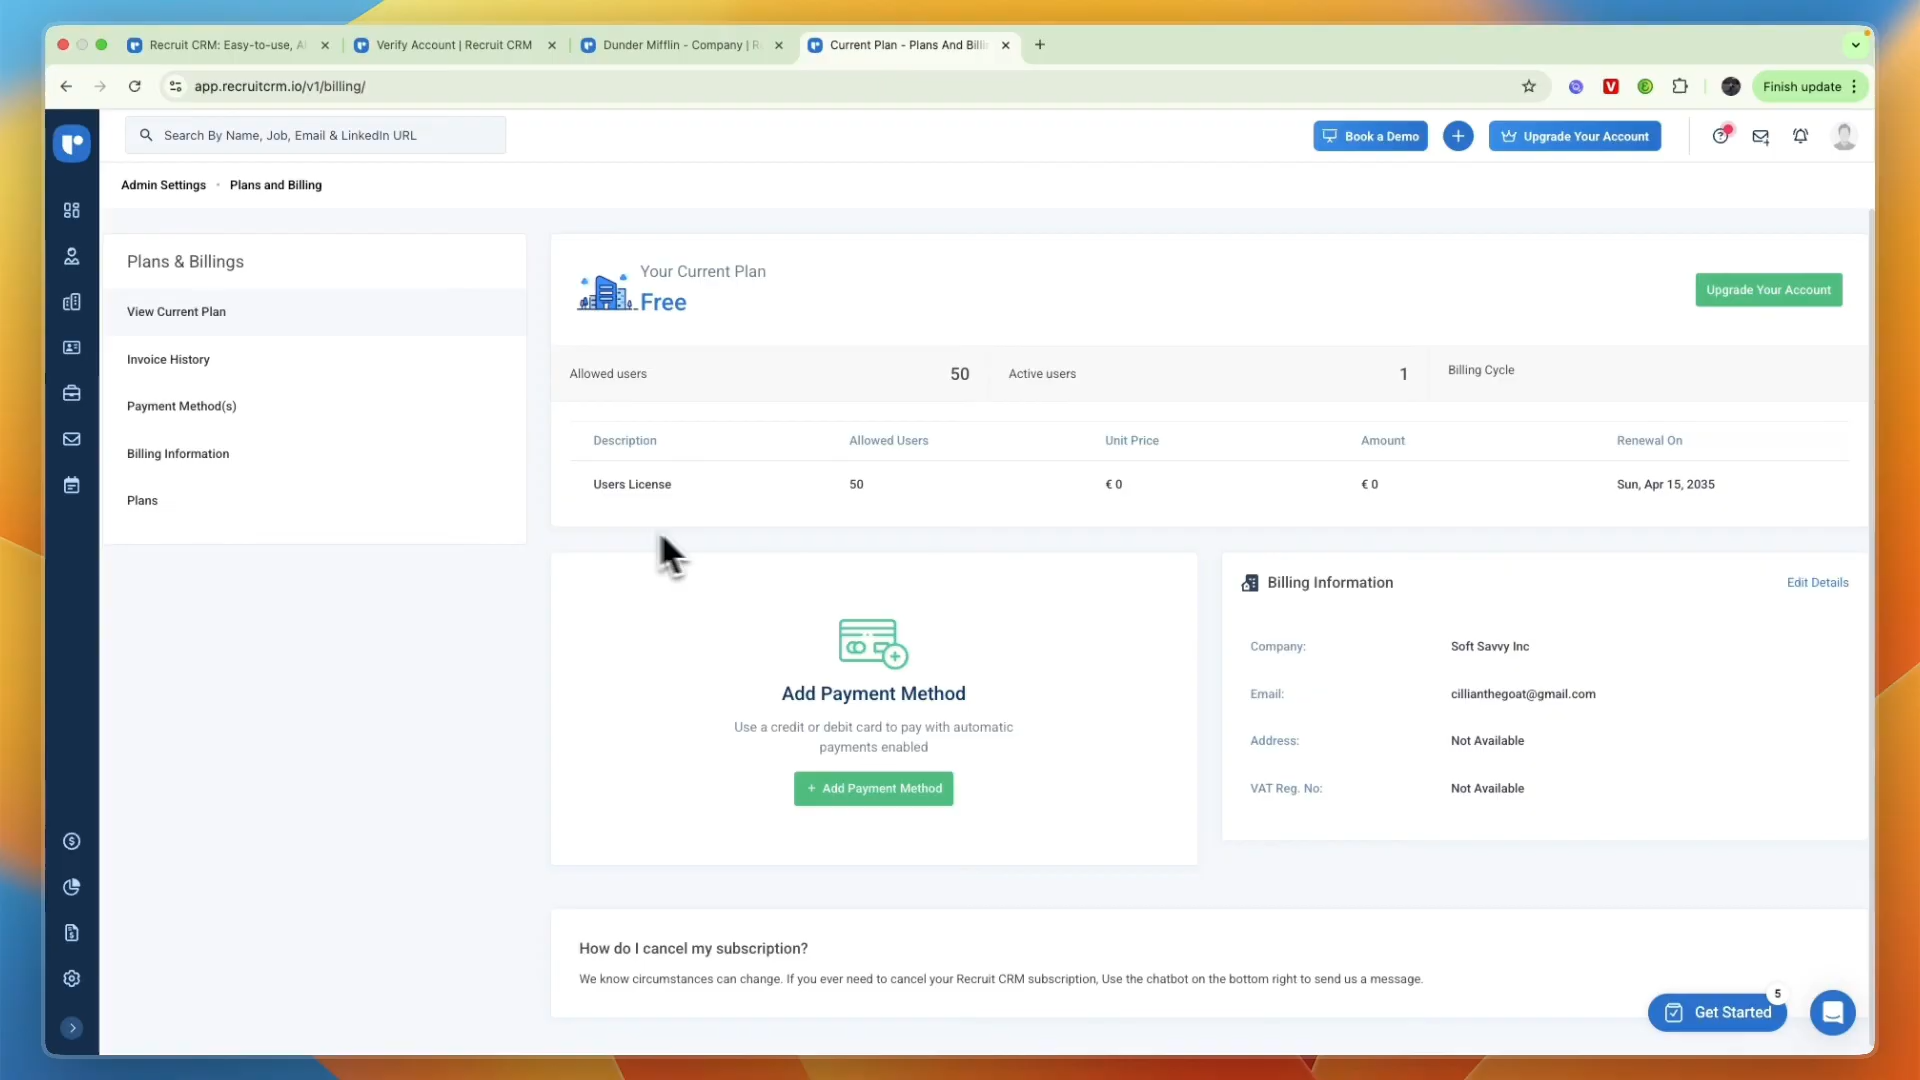 Recruit CRM: Easy-to-use, A
Verify Account | Recruit CRM
Dunder Mifflin - Company | R
Current Plan - Plans And Billi
app.recruitcrm.io/v1/billing/
Finish update
Search By Name, Job, Email & LinkedIn URL
Book a Demo
Upgrade Your Account
Admin Settings • Plans and Billing
Plans & Billings
View Current Plan
Invoice History
Payment Method(s)
Billing Information
Plans
Your Current Plan
Free
Upgrade Your Account
Allowed users 50 Active users 1 Billing Cycle
Description Allowed Users Unit Price Amount Renewal On
Users License 50 € 0 € 0 Sun, Apr 15, 2035
Add Payment Method
Use a credit or debit card to pay with automatic
payments enabled
+ Add Payment Method
Billing Information
Edit Details
Company: Soft Savvy Inc
Email: cillianthegoat@gmail.com
Address: Not Available
VAT Reg. No: Not Available
How do I cancel my subscription?
We know circumstances can change. If you ever need to cancel your Recruit CRM subscription, Use the chatbot on the bottom right to send us a message.
5
Get Started